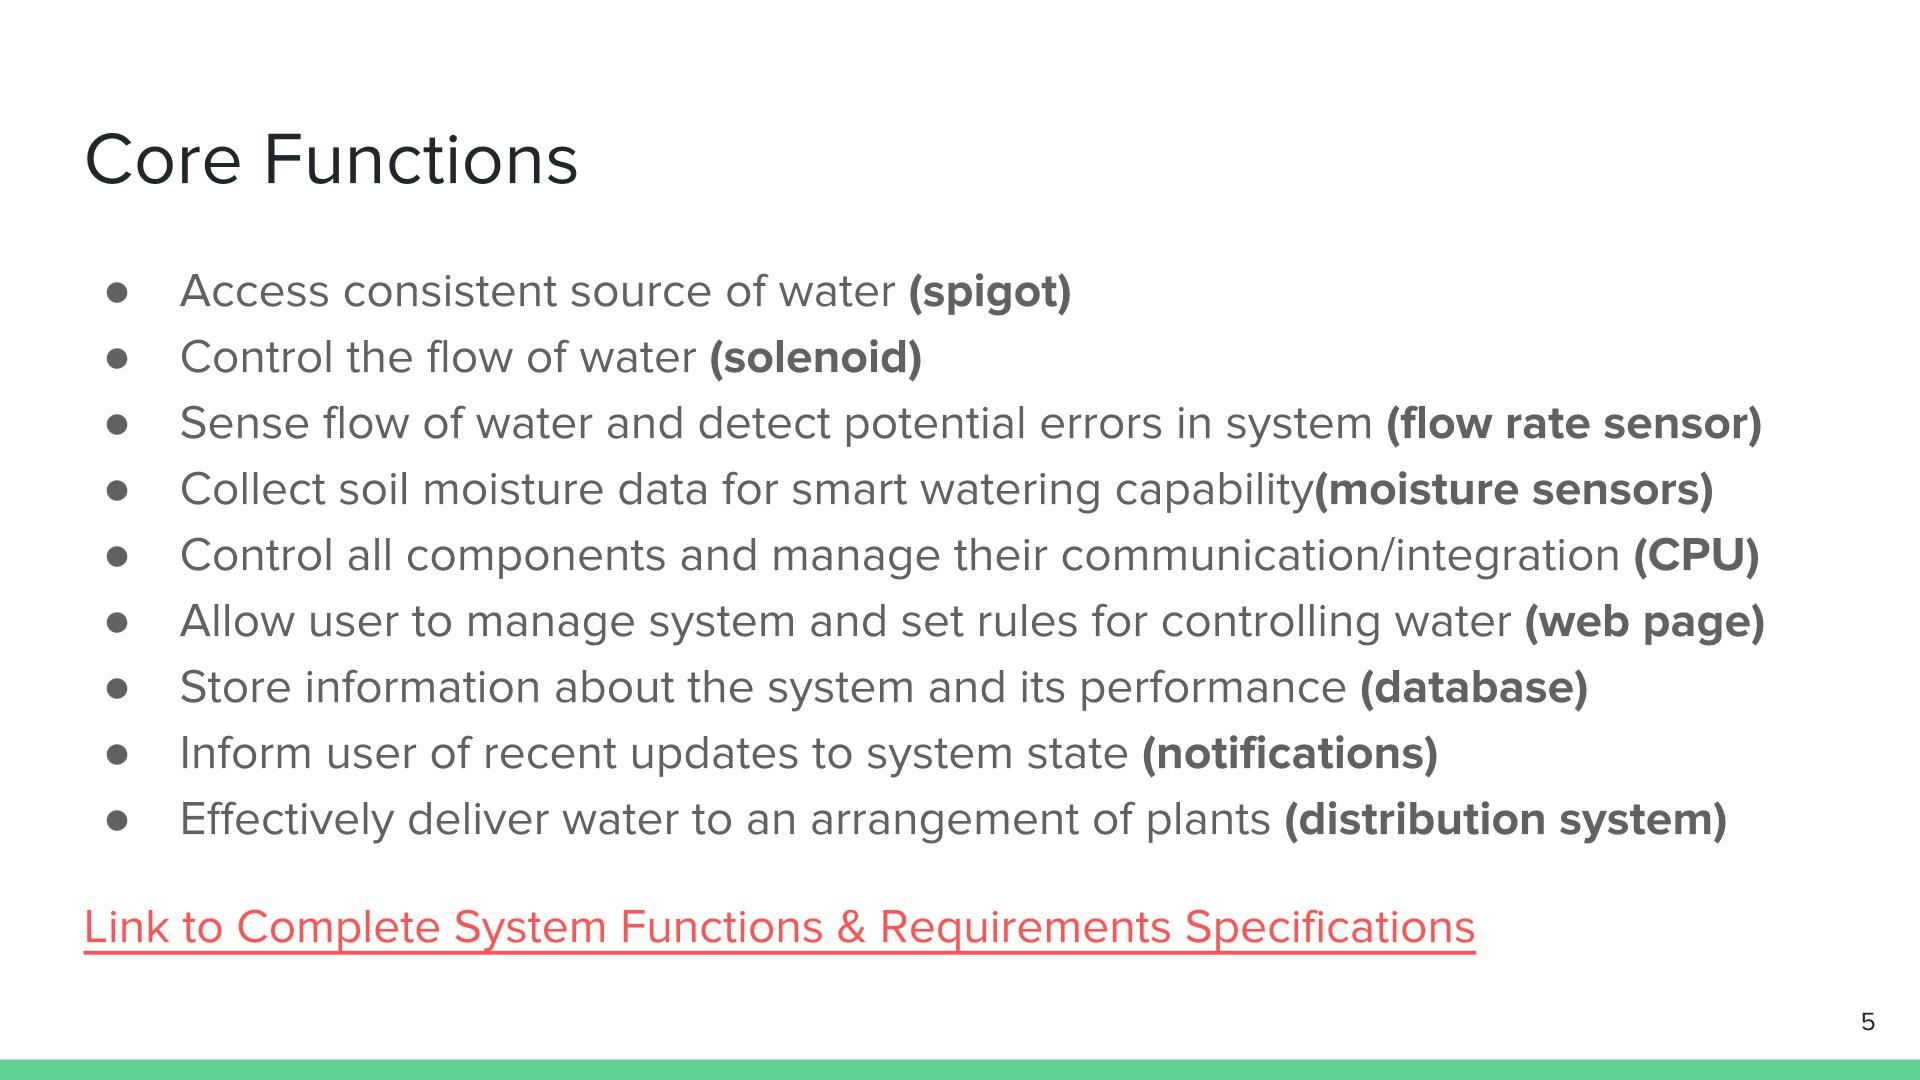 Core Functions
● Access consistent source of water (spigot)
● Control the flow of water (solenoid)
● Sense flow of water and detect potential errors in system (flow rate sensor)
● Collect soil moisture data for smart watering capability(moisture sensors)
● Control all components and manage their communication/integration (CPU)
● Allow user to manage system and set rules for controlling water (web page)
● Store information about the system and its performance (database)
● Inform user of recent updates to system state (notifications)
● Effectively deliver water to an arrangement of plants (distribution system)
Link to Complete System Functions & Requirements Specifications
5